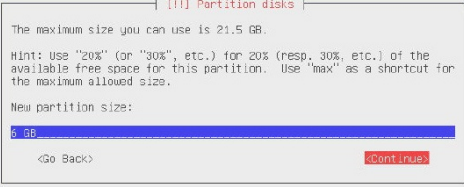 [!!] Partition disks
The maximum size you can use is 21.5 GB.
Hint: Use "20%" (or "30%", etc.) for 20% (resp. 30%, etc.) of the
available free space for this partition.  Use "max" as a shortcut for
the maximum allowed size.
New partition size:
6 GB
<Go Back> <Continue>